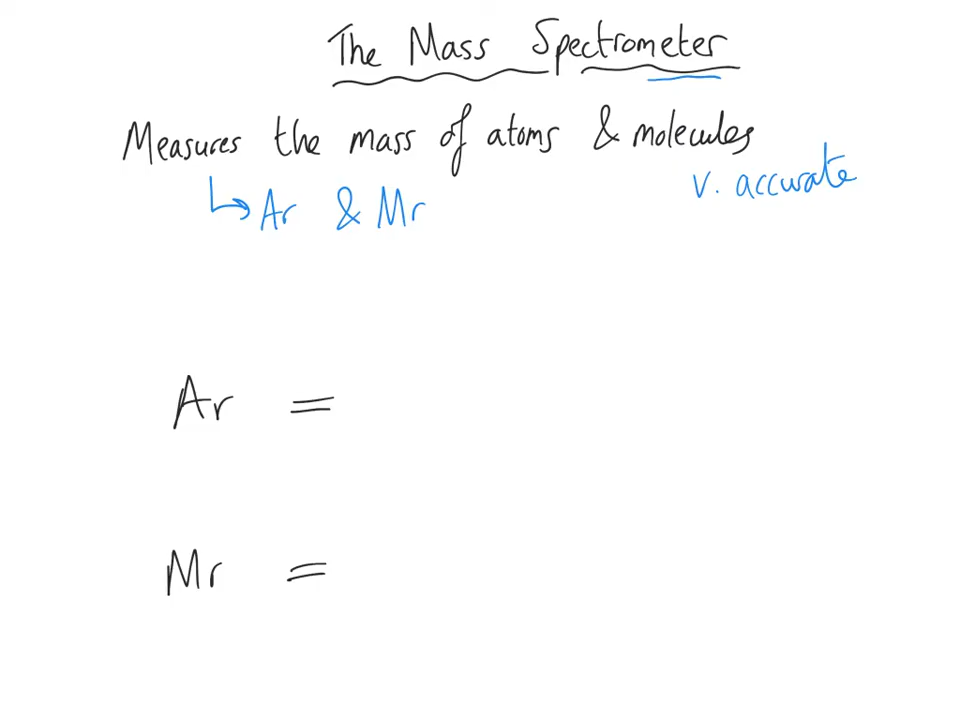 The Mass Spectrometer
Measures the mass of atoms & molecules
v. accurate
Ar & Mr
Ar =
Mr =